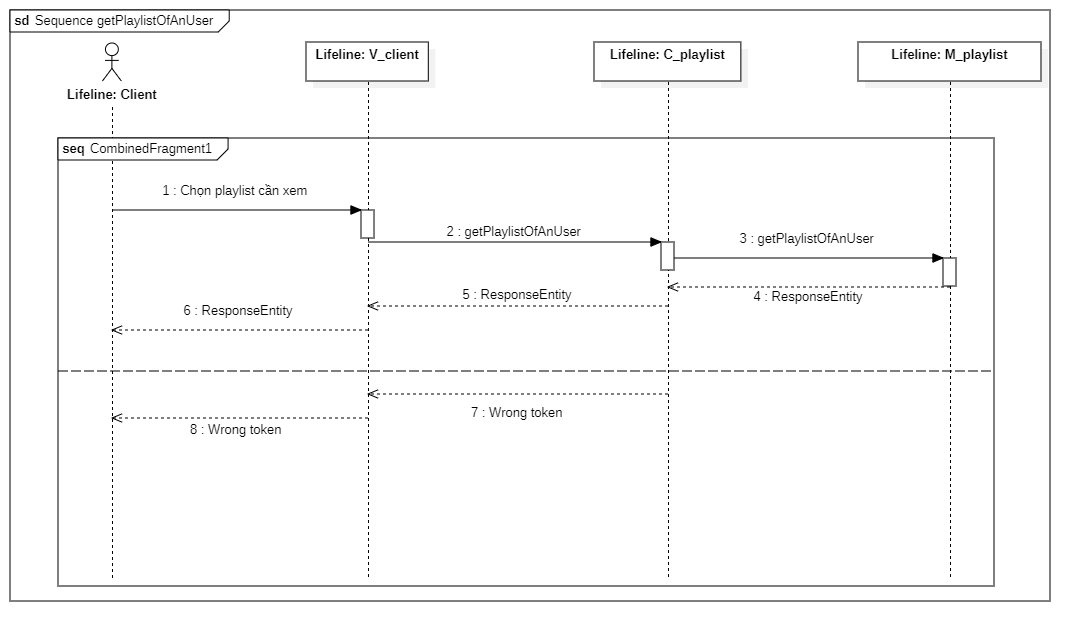 sd Sequence getPlaylistOfAnUser
Lifeline: Client
Lifeline: V_client
Lifeline: C_playlist
Lifeline: M_playlist
seq CombinedFragment1
1 : Chọn playlist cần xem
2 : getPlaylistOfAnUser
3 : getPlaylistOfAnUser
4 : ResponseEntity
5 : ResponseEntity
6 : ResponseEntity
7 : Wrong token
8 : Wrong token